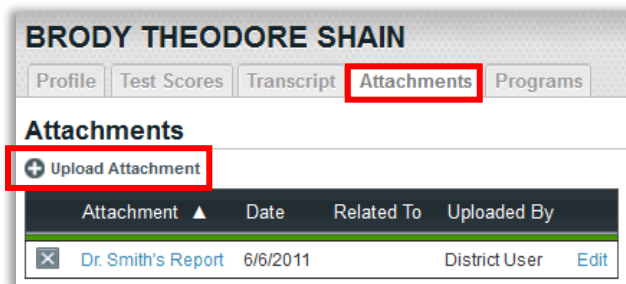 BRODY THEODORE SHAIN
Profile Test Scores Transcript Attachments Programs
Attachments
Upload Attachment
Attachment ▲ Date Related To Uploaded By
Dr. Smith's Report 6/6/2011 District User Edit